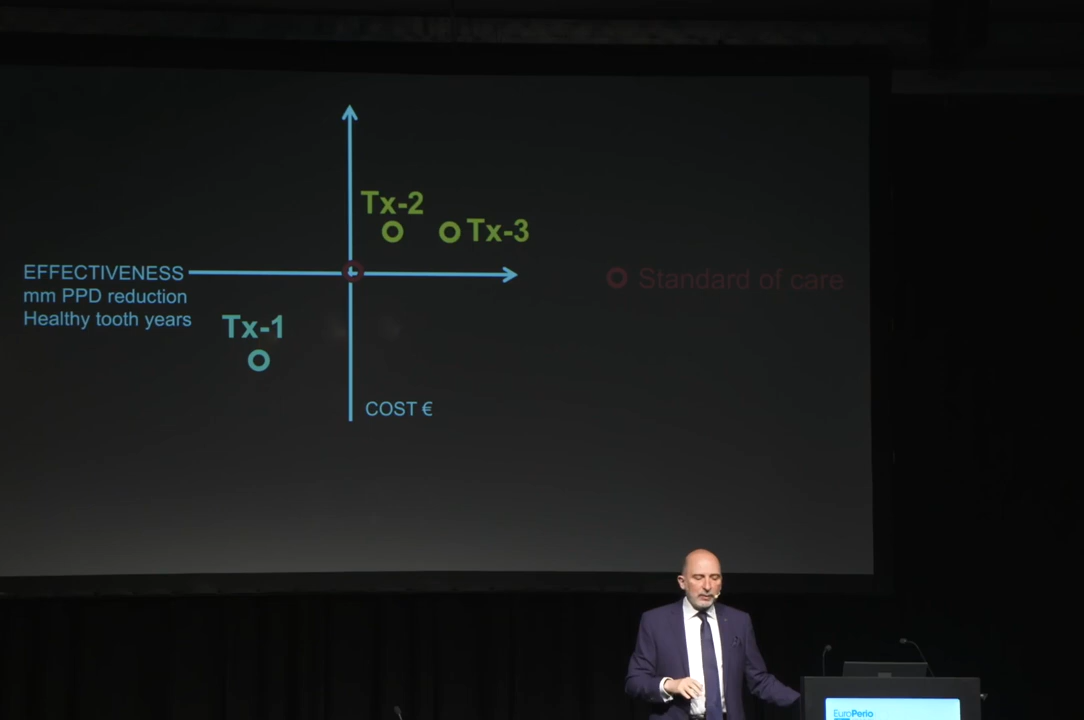 Tx-2
Tx-3
EFFECTIVENESS
mm PPD reduction
Healthy tooth years
Standard of care
Tx-1
COST €
EuroPerio